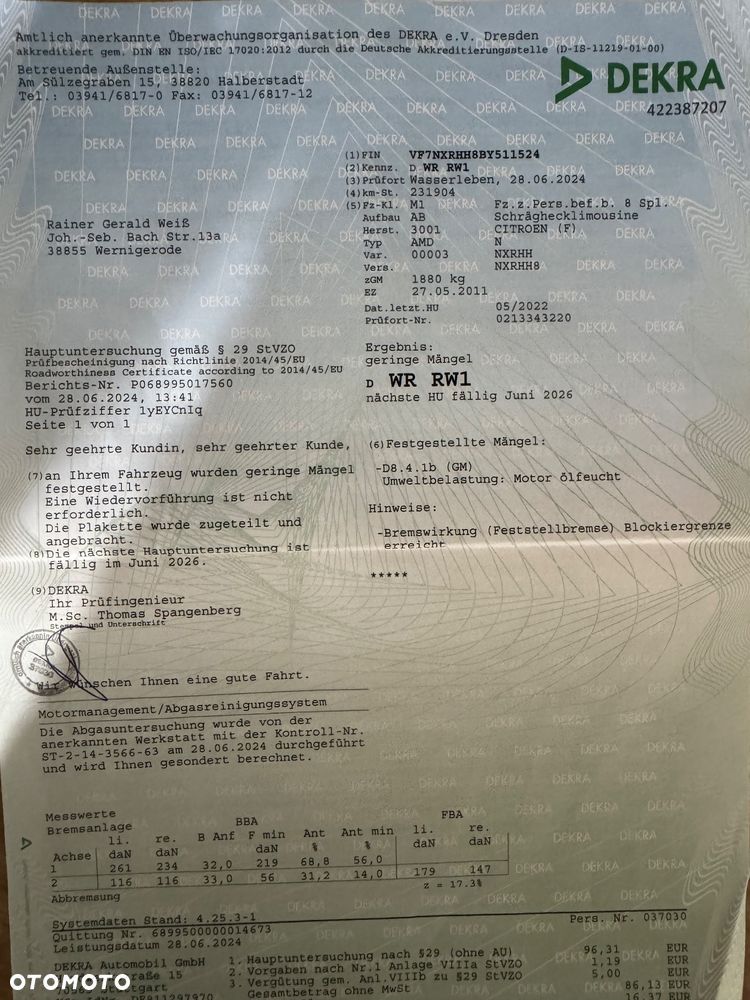 Amtlich anerkannte Überwachungsorganisation des DEKRA e.V. Dresden
akkreditiert gem. DIN EN ISO/IEC 17020:2012 durch die Deutsche Akkreditierungsstelle (D-IS-11219-01-00)
Betreuende Außenstelle:
Am Sülzegraben 15, 38820 Halberstadt
Tel.: 03941/6817-0 Fax: 03941/6817-12
DEKRA
422387207
(1)FIN VF7NXRHH8BY511524
(2)Kennz. D WR RW1
(3)Prüfort Wasserleben, 28.06.2024
(4)km-St. 231904
(5)Fz-Kl. M1 Fz.z.Pers.bef.b. 8 Spl.
Aufbau AB Schräghecklimousine
Herst. 3001 CITROEN (F)
Typ AMD N
Var. 00003 NXRHH
Vers. NXRHH8
zGM 1880 kg
EZ 27.05.2011
Dat.letzt.HU 05/2022
Prüfort-Nr. 0213343220
Rainer Gerald Weiß
Joh.-Seb. Bach Str.13a
38855 Wernigerode
Hauptuntersuchung gemäß § 29 StVZO
Prüfbescheinigung nach Richtlinie 2014/45/EU
Roadworthiness Certificate according to 2014/45/EU
Berichts-Nr. P068995017560
vom 28.06.2024, 13:41
HU-Prüfziffer 1yEYCnIq
Seite 1 von 1
Ergebnis:
geringe Mängel
D WR RW1
nächste HU fällig Juni 2026
Sehr geehrte Kundin, sehr geehrter Kunde,
(7)an Ihrem Fahrzeug wurden geringe Mängel
festgestellt.
Eine Wiedervorführung ist nicht
erforderlich.
Die Plakette wurde zugeteilt und
angebracht.
(8)Die nächste Hauptuntersuchung ist
fällig im Juni 2026.
(6)Festgestellte Mängel:
-D8.4.1b (GM)
Umweltbelastung: Motor ölfeucht
Hinweise:
-Bremswirkung (Feststellbremse) Blockiergrenze
erreicht
*****
(9)DEKRA
Ihr Prüfingenieur
M.Sc. Thomas Spangenberg
Stempel und Unterschrift
Wir wünschen Ihnen eine gute Fahrt.
Motormanagement/Abgasreinigungssystem
Die Abgasuntersuchung wurde von der
anerkannten Werkstatt mit der Kontroll-Nr.
ST-2-14-3566-63 am 28.06.2024 durchgeführt
und wird Ihnen gesondert berechnet.
Messwerte
Bremsanlage BBA FBA
li. re. B Anf F min Ant Ant min li. re.
Achse daN daN daN % % daN daN
1 261 234 32,0 219 68,8 56,0
2 116 116 33,0 56 31,2 14,0 179 147
Abbremsung z = 17.3%
Systemdaten Stand: 4.25.3-1 Pers. Nr. 037030
Quittung Nr. 6899500000014673
Leistungsdatum 28.06.2024
DEKRA Automobil GmbH 1. Hauptuntersuchung nach §29 (ohne AU) 96,31 EUR
straße 15 2. Vorgaben nach Nr.1 Anlage VIIIa StVZO 1,19 EUR
3. Vergütung gem. Anl.VIIIb zu §29 StVZO 5,00 EUR
Gesamtbetrag ohne MwSt 86,13 EUR
16,37 EUR
OTOMOTO